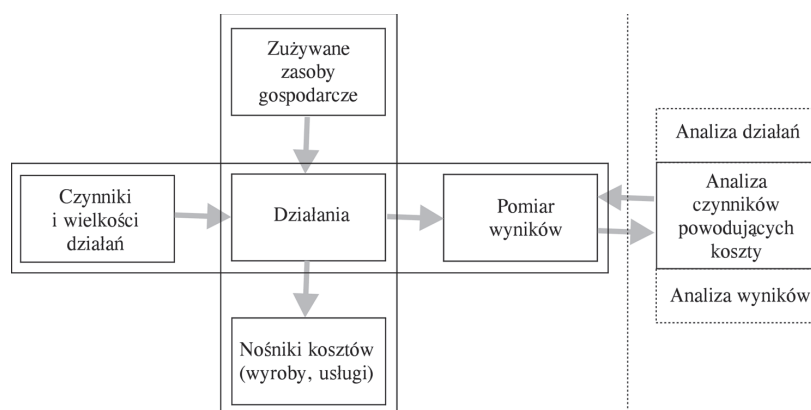 Zużywane
zasoby
gospodarcze
Czynniki
i wielkości
działań
Działania
Pomiar
wyników
Nośniki kosztów
(wyroby, usługi)
Analiza działań
Analiza
czynników
powodujących
koszty
Analiza wyników